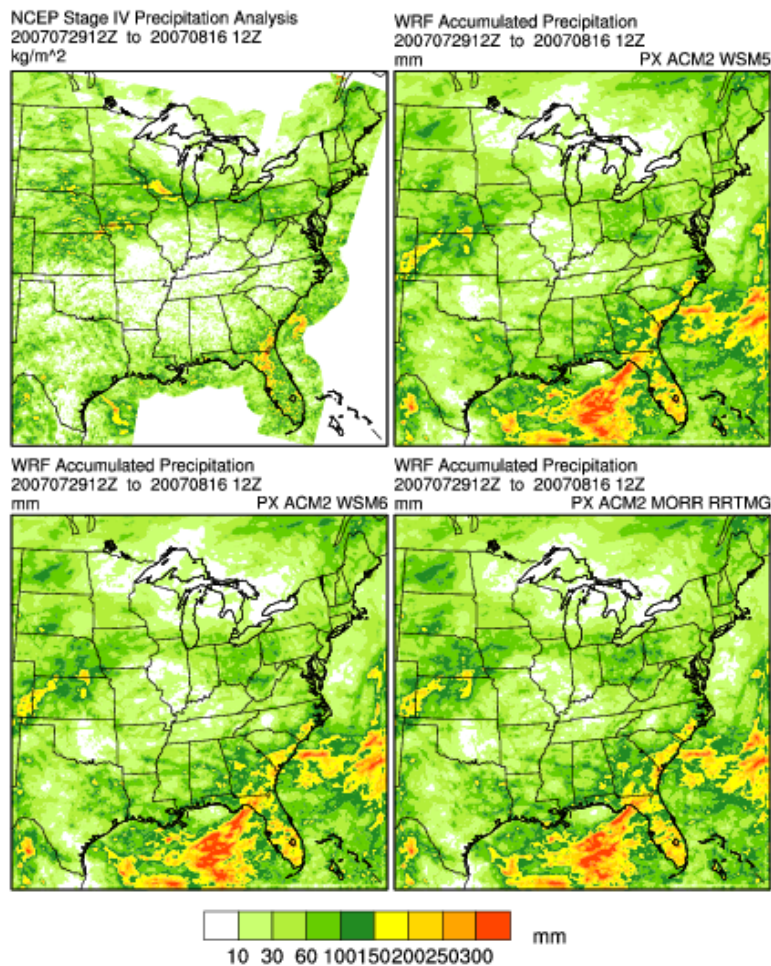 NCEP Stage IV Precipitation Analysis
2007072912Z to 20070816 12Z
kg/m^2
WRF Accumulated Precipitation
2007072912Z to 20070816 12Z
mm PX ACM2 WSM5
WRF Accumulated Precipitation
2007072912Z to 20070816 12Z
mm PX ACM2 WSM6
WRF Accumulated Precipitation
2007072912Z to 20070816 12Z
mm PX ACM2 MORR RRTMG
10 30 60 100150200250300 mm